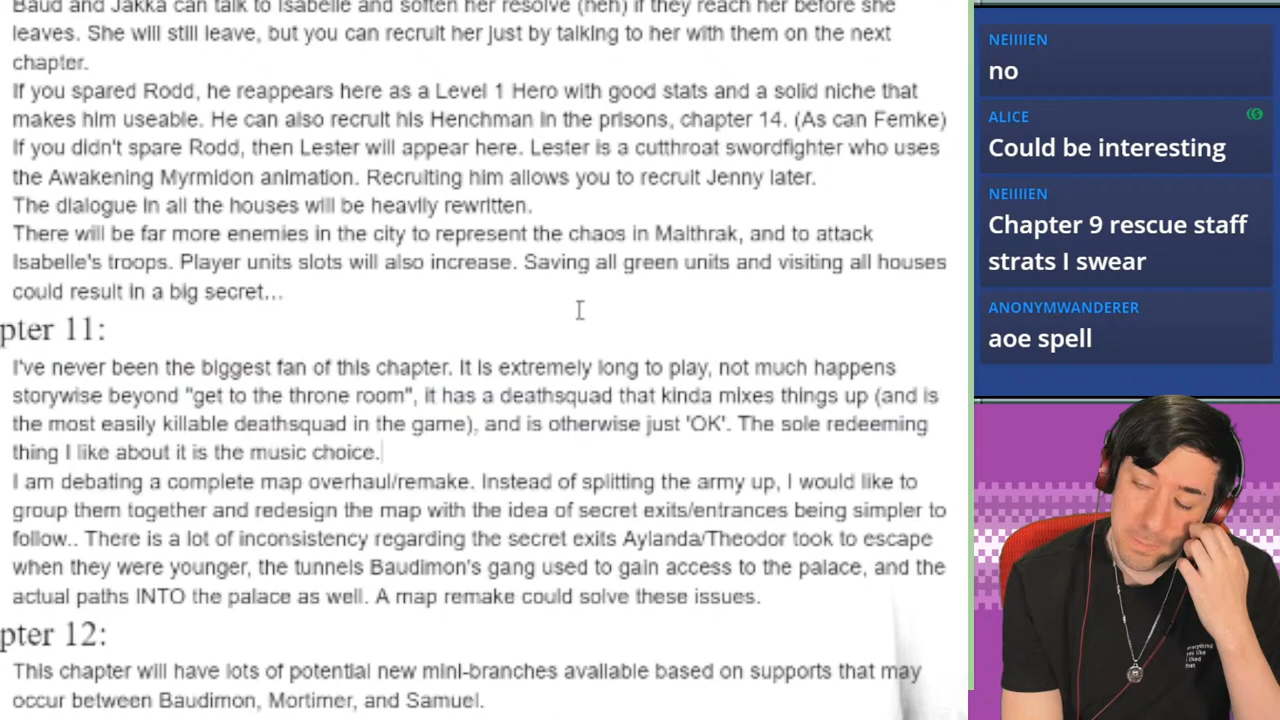 Baud and Jakka can talk to Isabelle and soften her resolve (heh) if they reach her before she
leaves. She will still leave, but you can recruit her just by talking to her with them on the next
chapter.
If you spared Rodd, he reappears here as a Level 1 Hero with good stats and a solid niche that
makes him useable. He can also recruit his Henchman in the prisons, chapter 14. (As can Femke)
If you didn't spare Rodd, then Lester will appear here. Lester is a cutthroat swordfighter who uses
the Awakening Myrmidon animation. Recruiting him allows you to recruit Jenny later.
The dialogue in all the houses will be heavily rewritten.
There will be far more enemies in the city to represent the chaos in Malthrak, and to attack
Isabelle's troops. Player units slots will also increase. Saving all green units and visiting all houses
could result in a big secret...
pter 11:
I've never been the biggest fan of this chapter. It is extremely long to play, not much happens
storywise beyond "get to the throne room", it has a deathsquad that kinda mixes things up (and is
the most easily killable deathsquad in the game), and is otherwise just 'OK'. The sole redeeming
thing I like about it is the music choice.
I am debating a complete map overhaul/remake. Instead of splitting the army up, I would like to
group them together and redesign the map with the idea of secret exits/entrances being simpler to
follow.. There is a lot of inconsistency regarding the secret exits Aylanda/Theodor took to escape
when they were younger, the tunnels Baudimon's gang used to gain access to the palace, and the
actual paths INTO the palace as well. A map remake could solve these issues.
pter 12:
This chapter will have lots of potential new mini-branches available based on supports that may
occur between Baudimon, Mortimer, and Samuel.
NEIIIIEN
no
ALICE
Could be interesting
NEIIIIEN
Chapter 9 rescue staff
strats I swear
ANONYMWANDERER
aoe spell
everything
you like
I liked
first